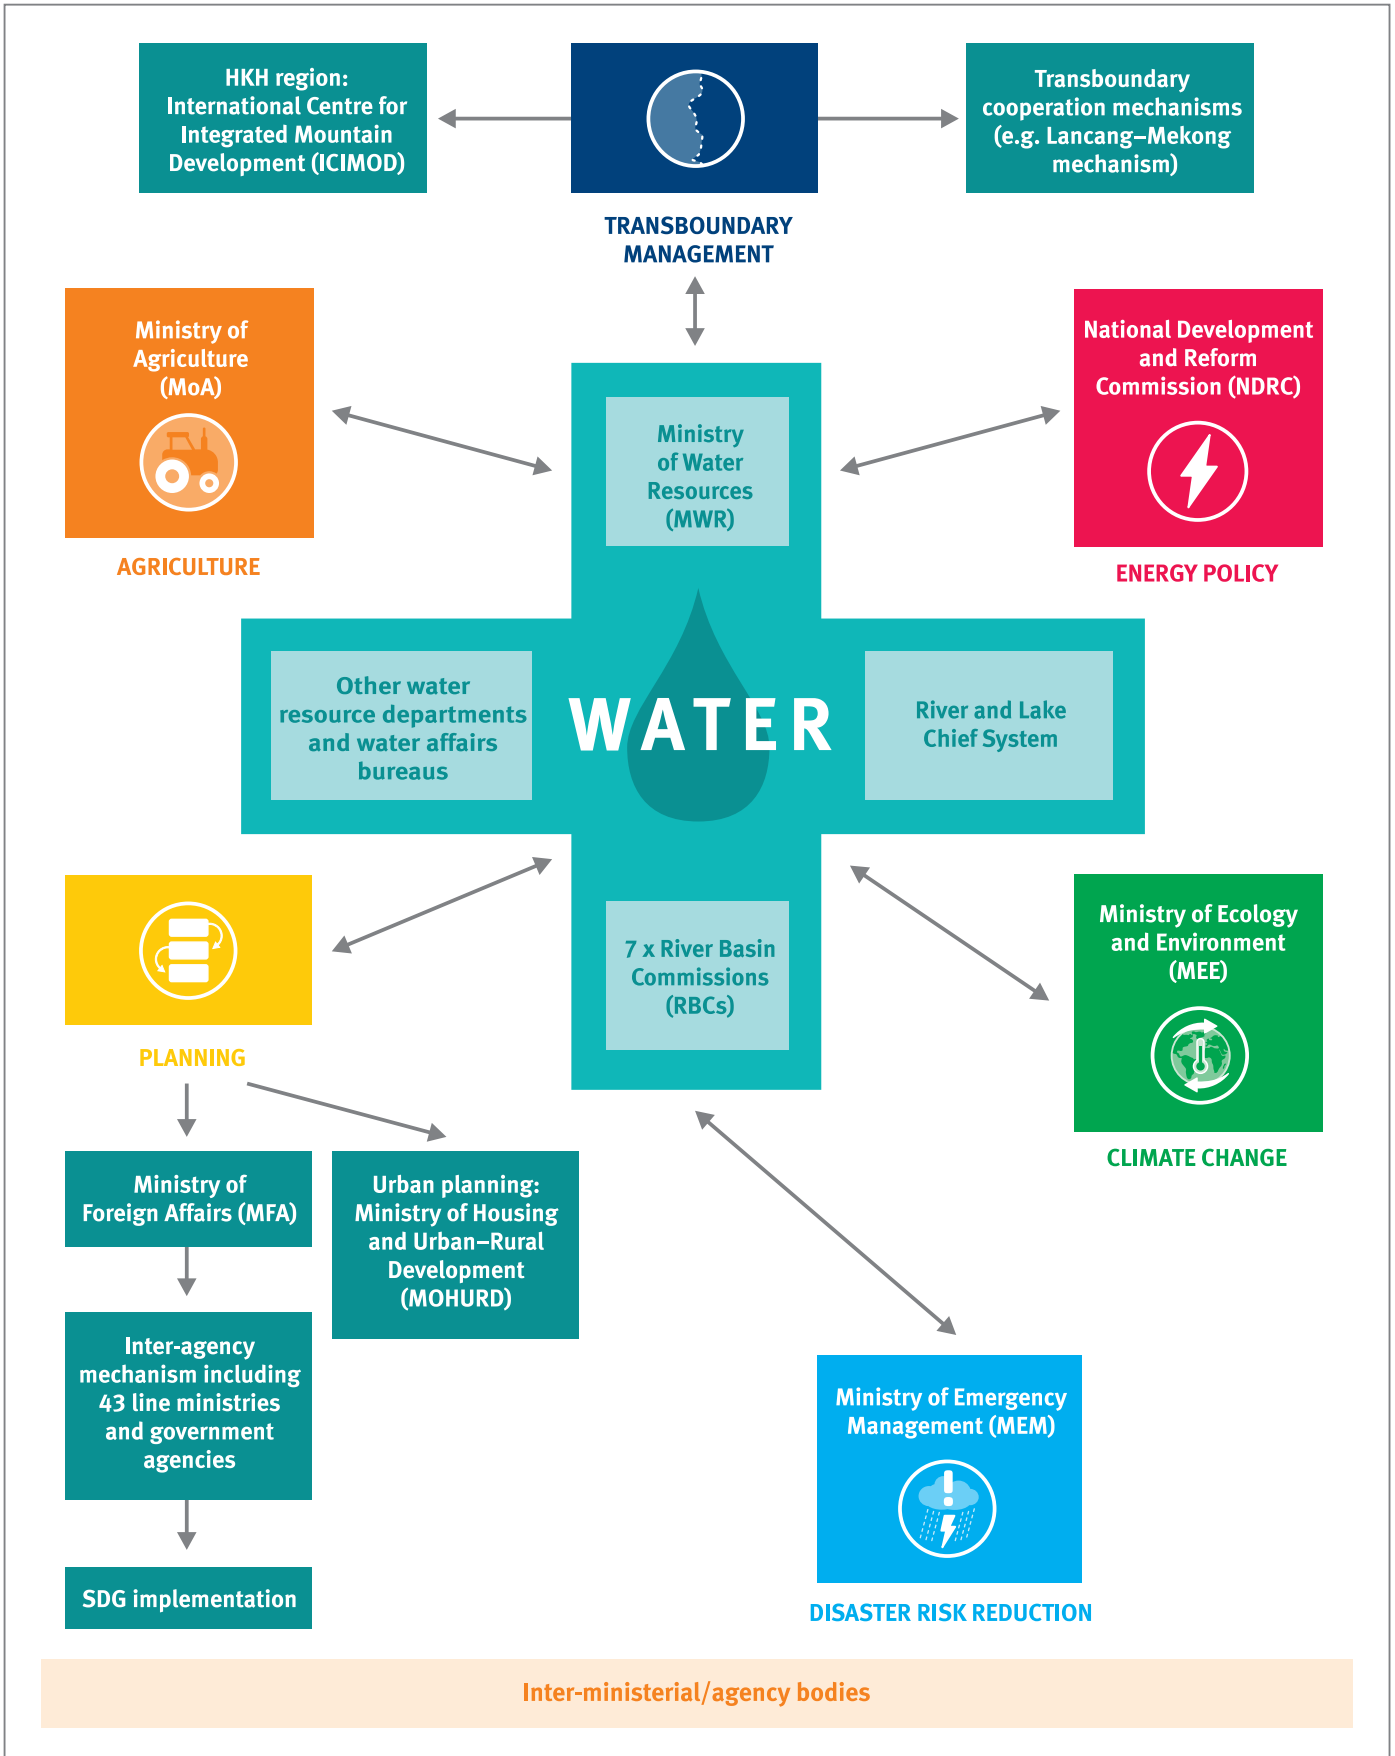 HKH region:
International Centre for
Integrated Mountain
Development (ICIMOD)
Transboundary
cooperation mechanisms
(e.g. Lancang–Mekong
mechanism)
TRANSBOUNDARY
MANAGEMENT
Ministry of
Agriculture
(MoA)
AGRICULTURE
National Development
and Reform
Commission (NDRC)
ENERGY POLICY
Ministry
of Water
Resources
(MWR)
Other water
resource departments
and water affairs
bureaus
WATER
River and Lake
Chief System
7 x River Basin
Commissions
(RBCs)
PLANNING
Ministry of Ecology
and Environment
(MEE)
CLIMATE CHANGE
Ministry of
Foreign Affairs (MFA)
Urban planning:
Ministry of Housing
and Urban–Rural
Development
(MOHURD)
Inter-agency
mechanism including
43 line ministries
and government
agencies
SDG implementation
Ministry of Emergency
Management (MEM)
DISASTER RISK REDUCTION
Inter-ministerial/agency bodies